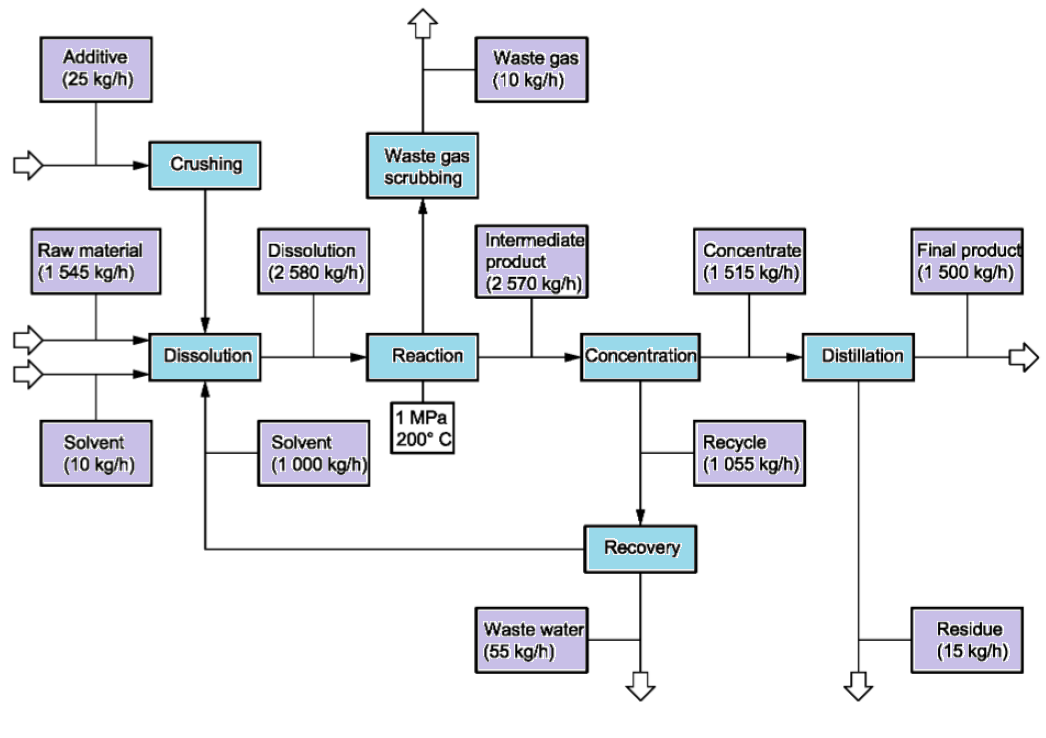 Additive
(25 kg/h)
Waste gas
(10 kg/h)
Crushing
Waste gas
scrubbing
Raw material
(1 545 kg/h)
Dissolution
(2 580 kg/h)
Intermediate
product
(2 570 kg/h)
Concentrate
(1 515 kg/h)
Final product
(1 500 kg/h)
Dissolution
Reaction
Concentration
Distillation
1 MPa
200° C
Solvent
(10 kg/h)
Solvent
(1 000 kg/h)
Recycle
(1 055 kg/h)
Recovery
Waste water
(55 kg/h)
Residue
(15 kg/h)